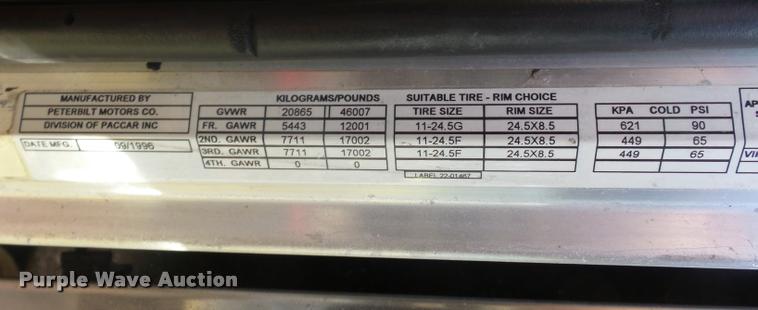 MANUFACTURED BY
PETERBILT MOTORS CO.
DIVISION OF PACCAR INC
DATE MFG. 09/1996
KILOGRAMS/POUNDS
GVWR 20865 46007
FR. GAWR 5443 12001
2ND. GAWR 7711 17002
3RD. GAWR 7711 17002
4TH. GAWR 0 0
SUITABLE TIRE - RIM CHOICE
TIRE SIZE RIM SIZE
11-24.5G 24.5X8.5
11-24.5F 24.5X8.5
11-24.5F 24.5X8.5
LABEL 22-01467
KPA COLD PSI
621 90
449 65
449 65
Purple Wave Auction